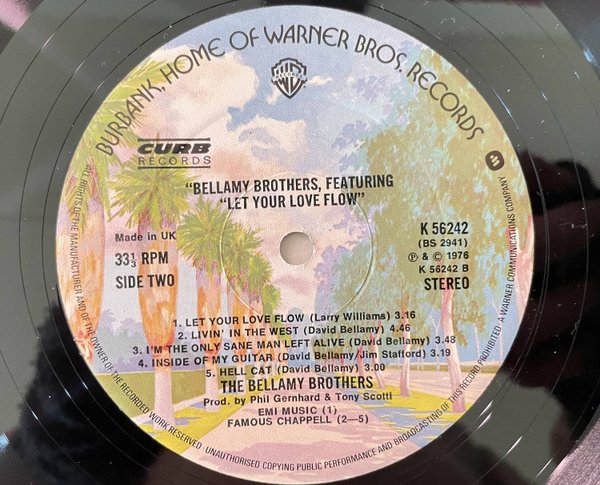 BURBANK, HOME OF WARNER BROS. RECORDS
RECORDS
CURB
RECORDS
"BELLAMY BROTHERS, FEATURING
"LET YOUR LOVE FLOW"
Made in UK
33 1/3 RPM
SIDE TWO
K 56242
(BS 2941)
℗ & © 1976
K 56242 B
STEREO
1. LET YOUR LOVE FLOW (Larry Williams) 3.16
2. LIVIN' IN THE WEST (David Bellamy) 4.46
3. I'M THE ONLY SANE MAN LEFT ALIVE (David Bellamy) 3.48
4. INSIDE OF MY GUITAR (David Bellamy/Jim Stafford) 3.19
5. HELL CAT (David Bellamy) 3.00
THE BELLAMY BROTHERS
Prod. by Phil Gernhard & Tony Scotti
EMI MUSIC (1)
FAMOUS CHAPPELL (2—5)
ALL RIGHTS OF THE MANUFACTURER AND OF THE OWNER OF THE RECORDED WORK RESERVED. UNAUTHORISED COPYING PUBLIC PERFORMANCE AND BROADCASTING OF THIS RECORD PROHIBITED. A WARNER COMMUNICATIONS COMPANY